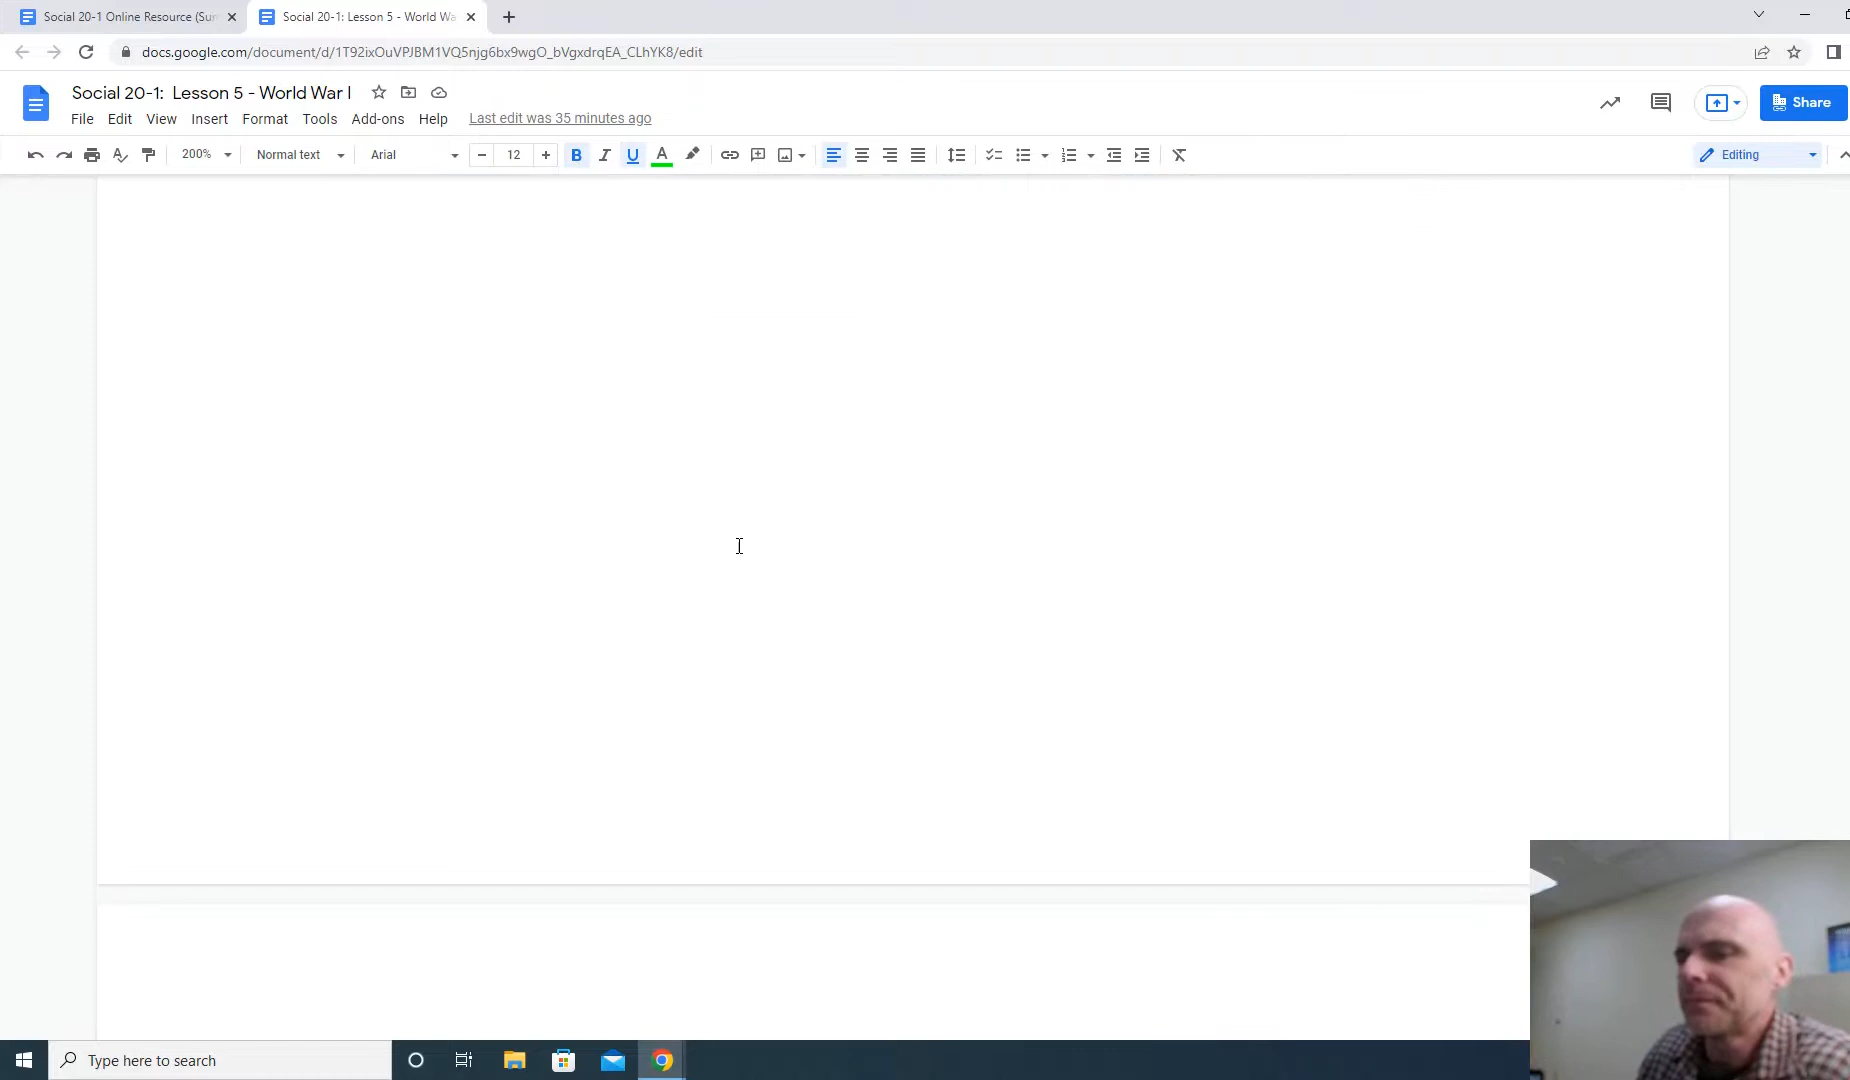 Social 20-1 Online Resource (Sun
Social 20-1: Lesson 5 - World Wa
docs.google.com/document/d/1T92ixOuVPJBM1VQ5njg6bx9wgO_bVgxdrqEA_CLhYK8/edit
Social 20-1: Lesson 5 - World War I
Share
File Edit View Insert Format Tools Add-ons Help Last edit was 35 minutes ago
200% Normal text Arial 12 B I U A Editing
Type here to search